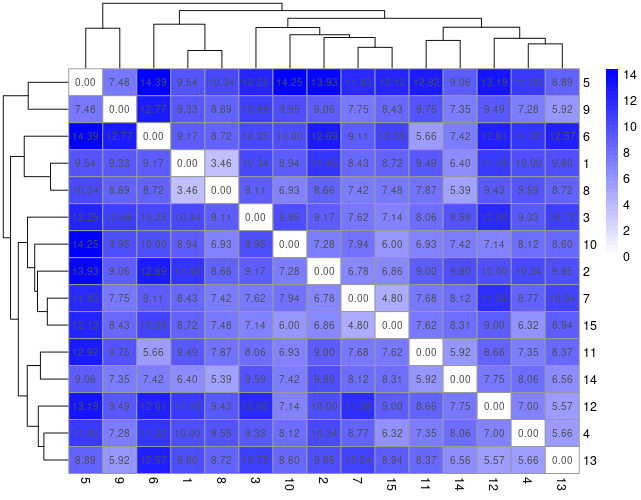 0.00 7.48 14.39 9.54 10.34 12.25 14.25 13.93 12.12 12.92 9.06 13.19 8.89 5
7.48 0.00 12.77 9.33 8.89 9.95 9.06 7.75 8.43 9.75 7.35 9.49 7.28 5.92 9
14.39 12.77 0.00 9.17 8.72 10.25 10.00 12.69 9.11 10.39 5.66 7.42 12.57 6
9.54 9.33 9.17 0.00 3.46 10.34 8.94 8.43 8.72 9.49 6.40 10.00 9.80 1
10.34 8.89 8.72 3.46 0.00 9.11 6.93 8.66 7.42 7.48 7.87 5.39 9.43 9.59 8.72 8
12.25 10.25 10.34 9.11 0.00 9.95 9.17 7.62 7.14 8.06 9.59 9.33 3
14.25 9.95 10.00 8.94 6.93 9.95 0.00 7.28 7.94 6.00 6.93 7.42 7.14 8.12 8.60 10
13.93 9.06 12.69 8.66 9.17 7.28 0.00 6.78 6.86 9.00 9.80 10.00 10.34 9.85 2
7.75 9.11 8.43 7.42 7.62 7.94 6.78 0.00 4.80 7.68 8.12 8.77 7
12.12 8.43 10.39 8.72 7.48 7.14 6.00 6.86 4.80 0.00 7.62 8.31 9.00 6.32 8.94 15
12.92 9.75 5.66 9.49 7.87 8.06 6.93 9.00 7.68 7.62 0.00 5.92 8.66 7.35 8.37 11
9.06 7.35 7.42 6.40 5.39 9.59 7.42 9.80 8.12 8.31 5.92 0.00 7.75 8.06 6.56 14
13.19 9.49 9.43 7.14 10.00 9.00 8.66 7.75 0.00 7.00 5.57 12
7.28 10.00 9.59 9.33 8.12 10.34 8.77 6.32 7.35 8.06 7.00 0.00 5.66 4
8.89 5.92 12.57 9.80 8.72 8.60 9.85 8.94 8.37 6.56 5.57 5.66 0.00 13
5 9 6 1 8 3 10 2 7 15 11 14 12 4 13
14
12
10
8
6
4
2
0